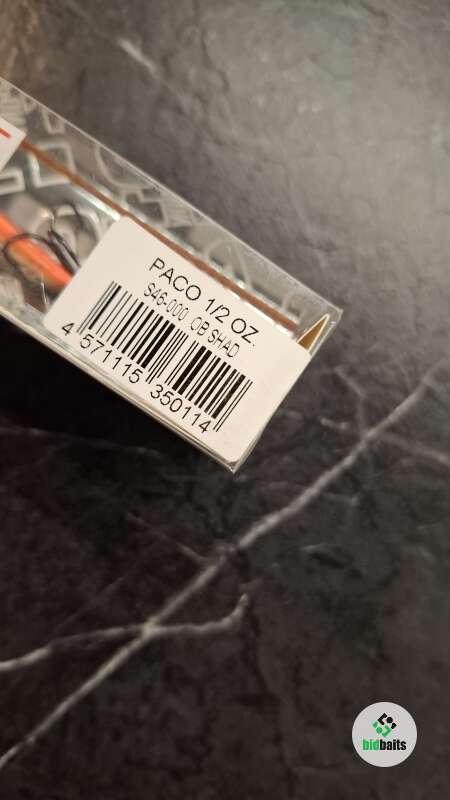 PACO 1/2 OZ.
S46-000 OB SHAD
4 571115 350114
bidbaits